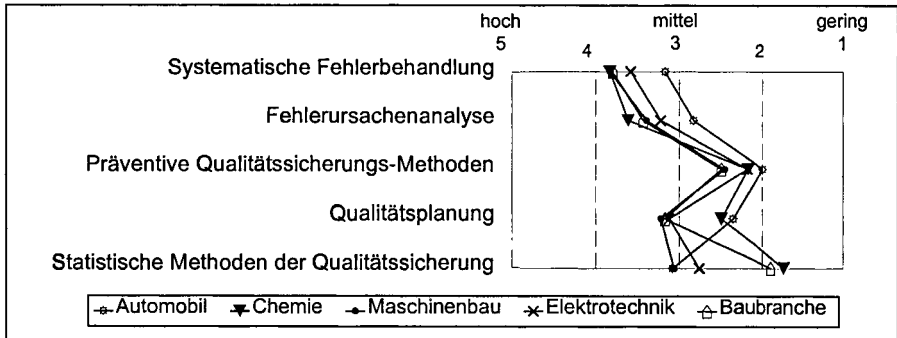 hoch mittel gering
5 4 3 2 1
Systematische Fehlerbehandlung
Fehlerursachenanalyse
Präventive Qualitätssicherungs-Methoden
Qualitätsplanung
Statistische Methoden der Qualitätssicherung
Automobil Chemie Maschinenbau Elektrotechnik Baubranche